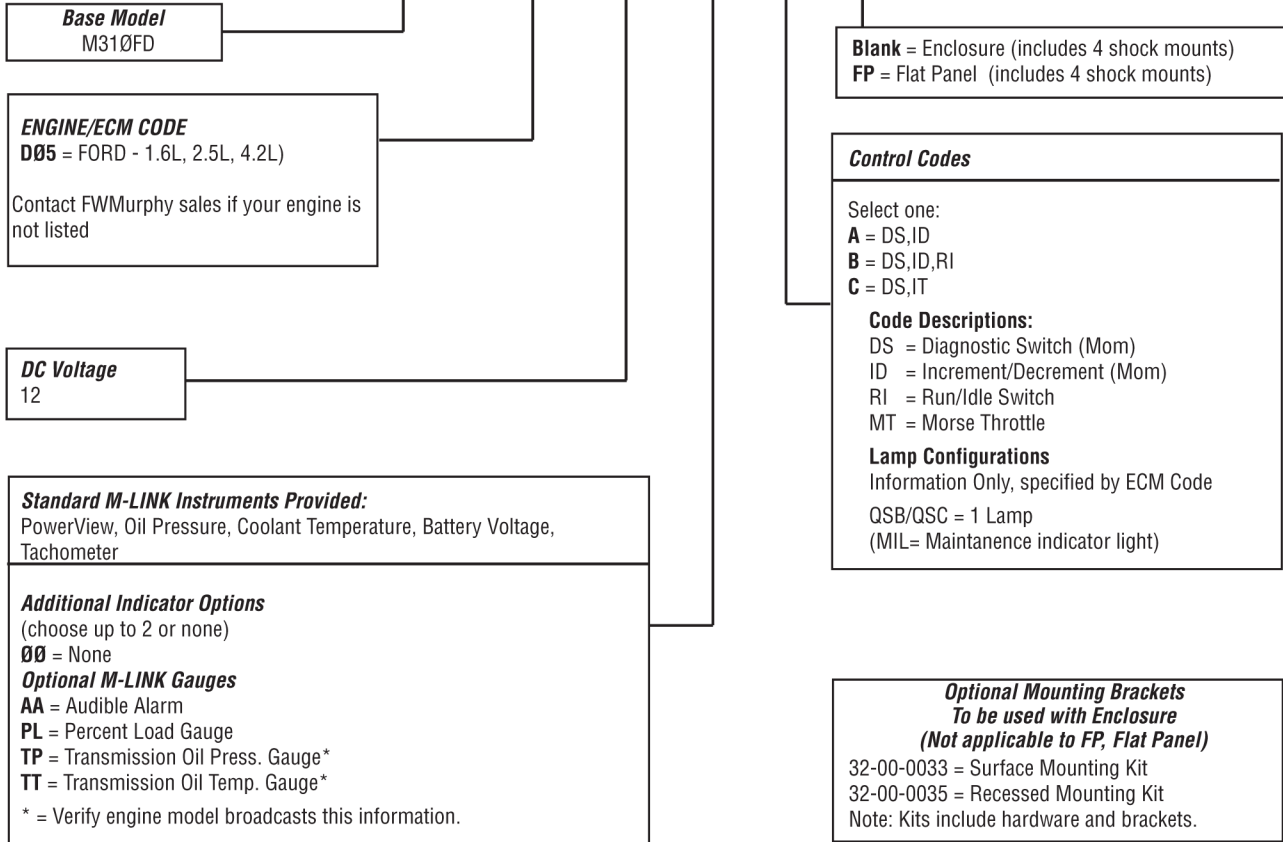 Base Model
M31ØFD
ENGINE/ECM CODE
DØ5 = FORD - 1.6L, 2.5L, 4.2L)
Contact FWMurphy sales if your engine is
not listed
DC Voltage
12
Standard M-LINK Instruments Provided:
PowerView, Oil Pressure, Coolant Temperature, Battery Voltage,
Tachometer
Additional Indicator Options
(choose up to 2 or none)
ØØ = None
Optional M-LINK Gauges
AA = Audible Alarm
PL = Percent Load Gauge
TP = Transmission Oil Press. Gauge*
TT = Transmission Oil Temp. Gauge*
* = Verify engine model broadcasts this information.
Blank = Enclosure (includes 4 shock mounts)
FP = Flat Panel (includes 4 shock mounts)
Control Codes
Select one:
A = DS,ID
B = DS,ID,RI
C = DS,IT
Code Descriptions:
DS = Diagnostic Switch (Mom)
ID = Increment/Decrement (Mom)
RI = Run/Idle Switch
MT = Morse Throttle
Lamp Configurations
Information Only, specified by ECM Code
QSB/QSC = 1 Lamp
(MIL= Maintanence indicator light)
Optional Mounting Brackets
To be used with Enclosure
(Not applicable to FP, Flat Panel)
32-00-0033 = Surface Mounting Kit
32-00-0035 = Recessed Mounting Kit
Note: Kits include hardware and brackets.